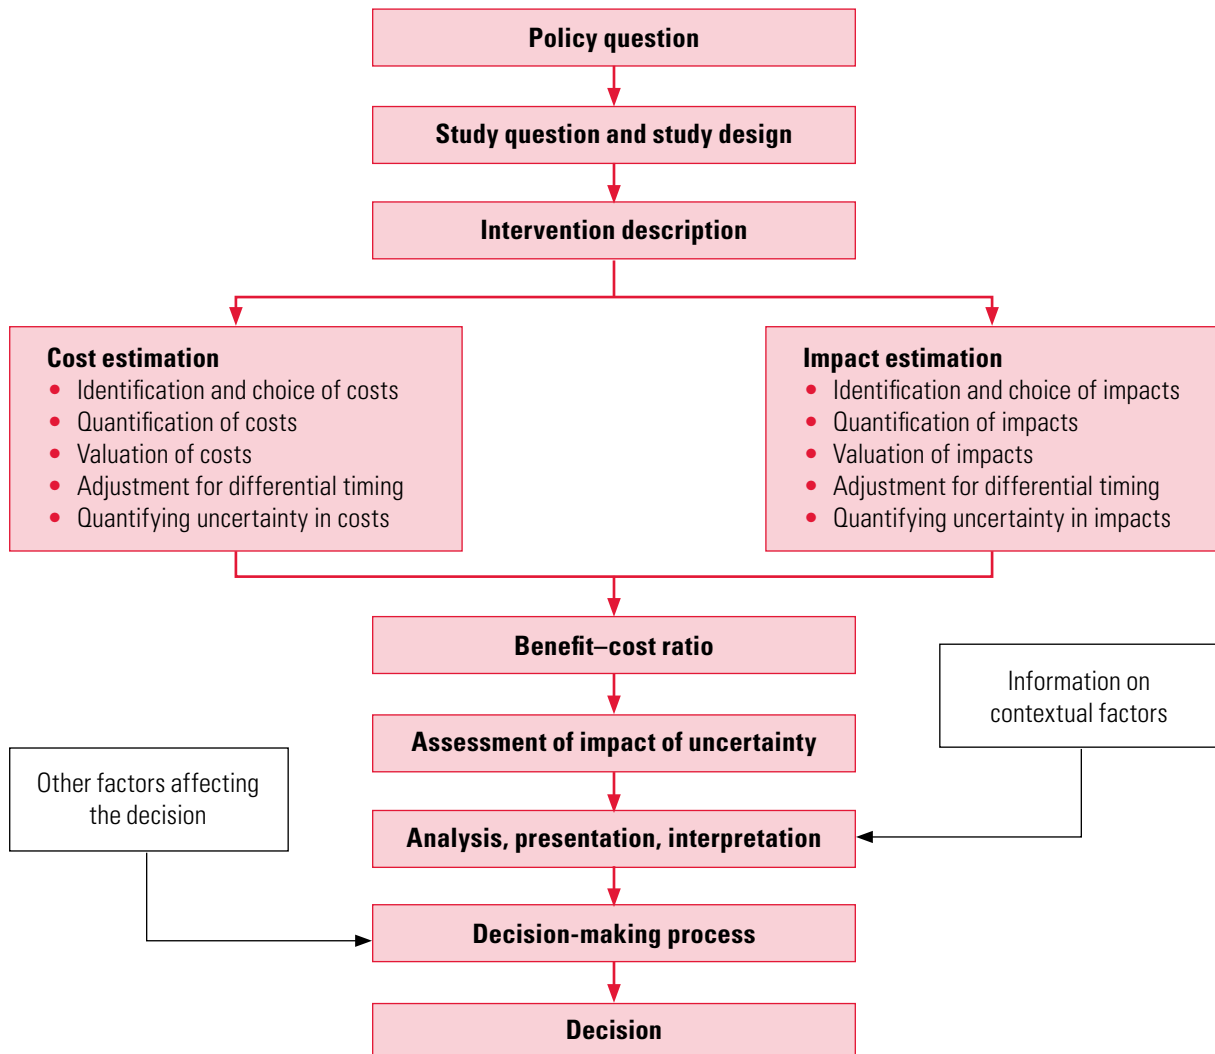 Policy question
Study question and study design
Intervention description
Cost estimation
• Identification and choice of costs
• Quantification of costs
• Valuation of costs
• Adjustment for differential timing
• Quantifying uncertainty in costs
Impact estimation
• Identification and choice of impacts
• Quantification of impacts
• Valuation of impacts
• Adjustment for differential timing
• Quantifying uncertainty in impacts
Benefit–cost ratio
Information on
contextual factors
Assessment of impact of uncertainty
Other factors affecting
the decision
Analysis, presentation, interpretation
Decision-making process
Decision